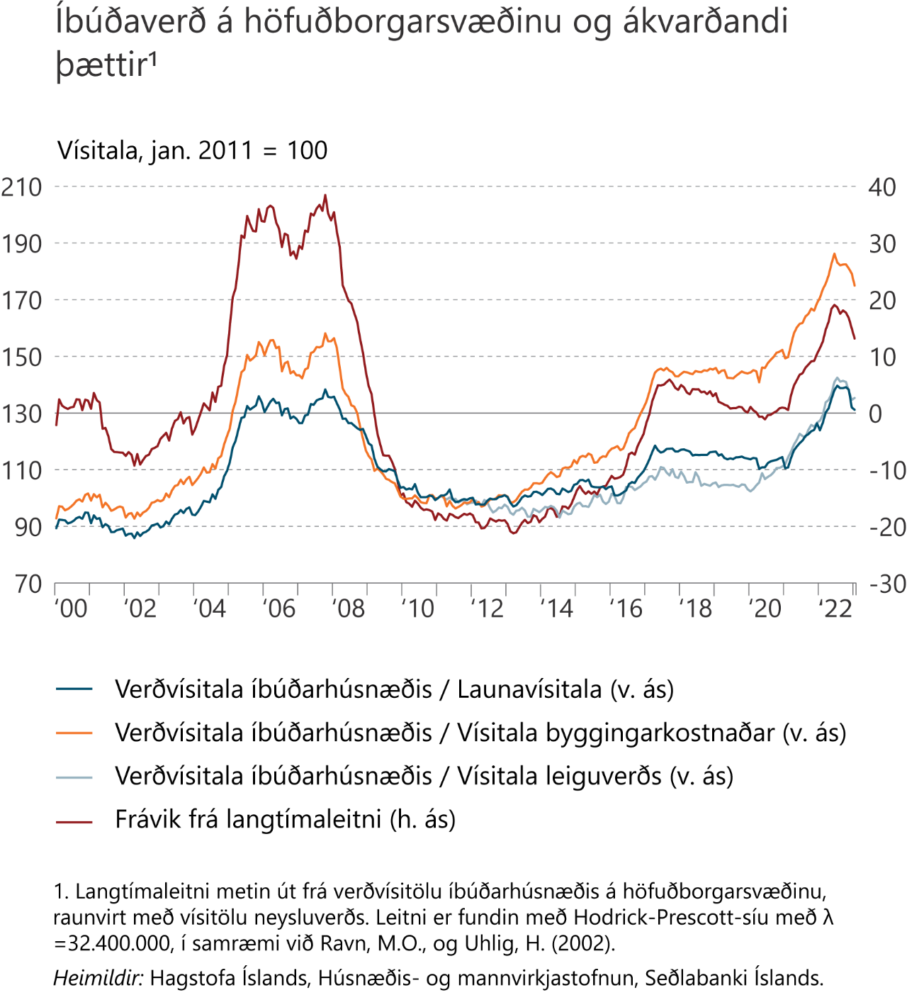 Íbúðaverð á höfuðborgarsvæðinu og ákvarðandi
þættir¹
Vísitala, jan. 2011 = 100
210 40
190 30
170 20
150 10
130 0
110 -10
90 -20
70 -30
‘00 ‘02 ‘04 ‘06 ‘08 ‘10 ‘12 ‘14 ‘16 ‘18 ‘20 ‘22
Verðvísitala íbúðarhúsnæðis / Launavísitala (v. ás)
Verðvísitala íbúðarhúsnæðis / Vísitala byggingarkostnaðar (v. ás)
Verðvísitala íbúðarhúsnæðis / Vísitala leiguverðs (v. ás)
Frávik frá langtímaleitni (h. ás)
1. Langtímaleitni metin út frá verðvísitölu íbúðarhúsnæðis á höfuðborgarsvæðinu,
raunvirt með vísitölu neysluverðs. Leitni er fundin með Hodrick-Prescott-síu með λ
=32.400.000, í samræmi við Ravn, M.O., og Uhlig, H. (2002).
Heimildir: Hagstofa Íslands, Húsnæðis- og mannvirkjastofnun, Seðlabanki Íslands.